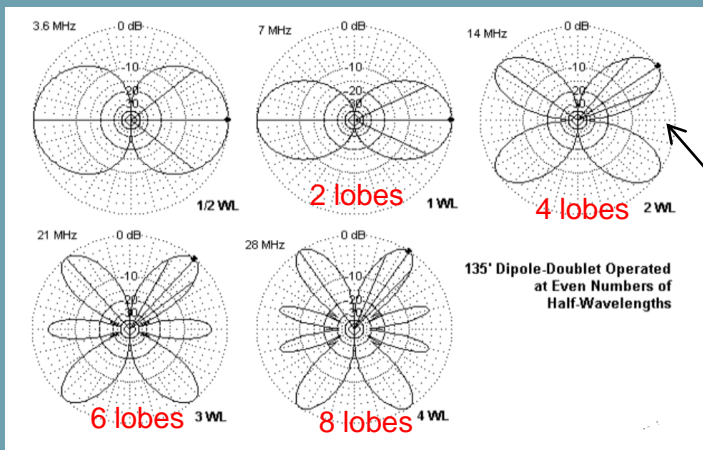 3.6 MHz
0 dB
-10
-20
30
1/2 WL
7 MHz
0 dB
-10
-20
30
2 lobes
1 WL
14 MHz
0 dB
-10
-20
30
4 lobes
2 WL
21 MHz
0 dB
-10
-20
30
6 lobes
3 WL
28 MHz
0 dB
-10
-20
30
8 lobes
4 WL
135' Dipole-Doublet Operated
at Even Numbers of
Half-Wavelengths